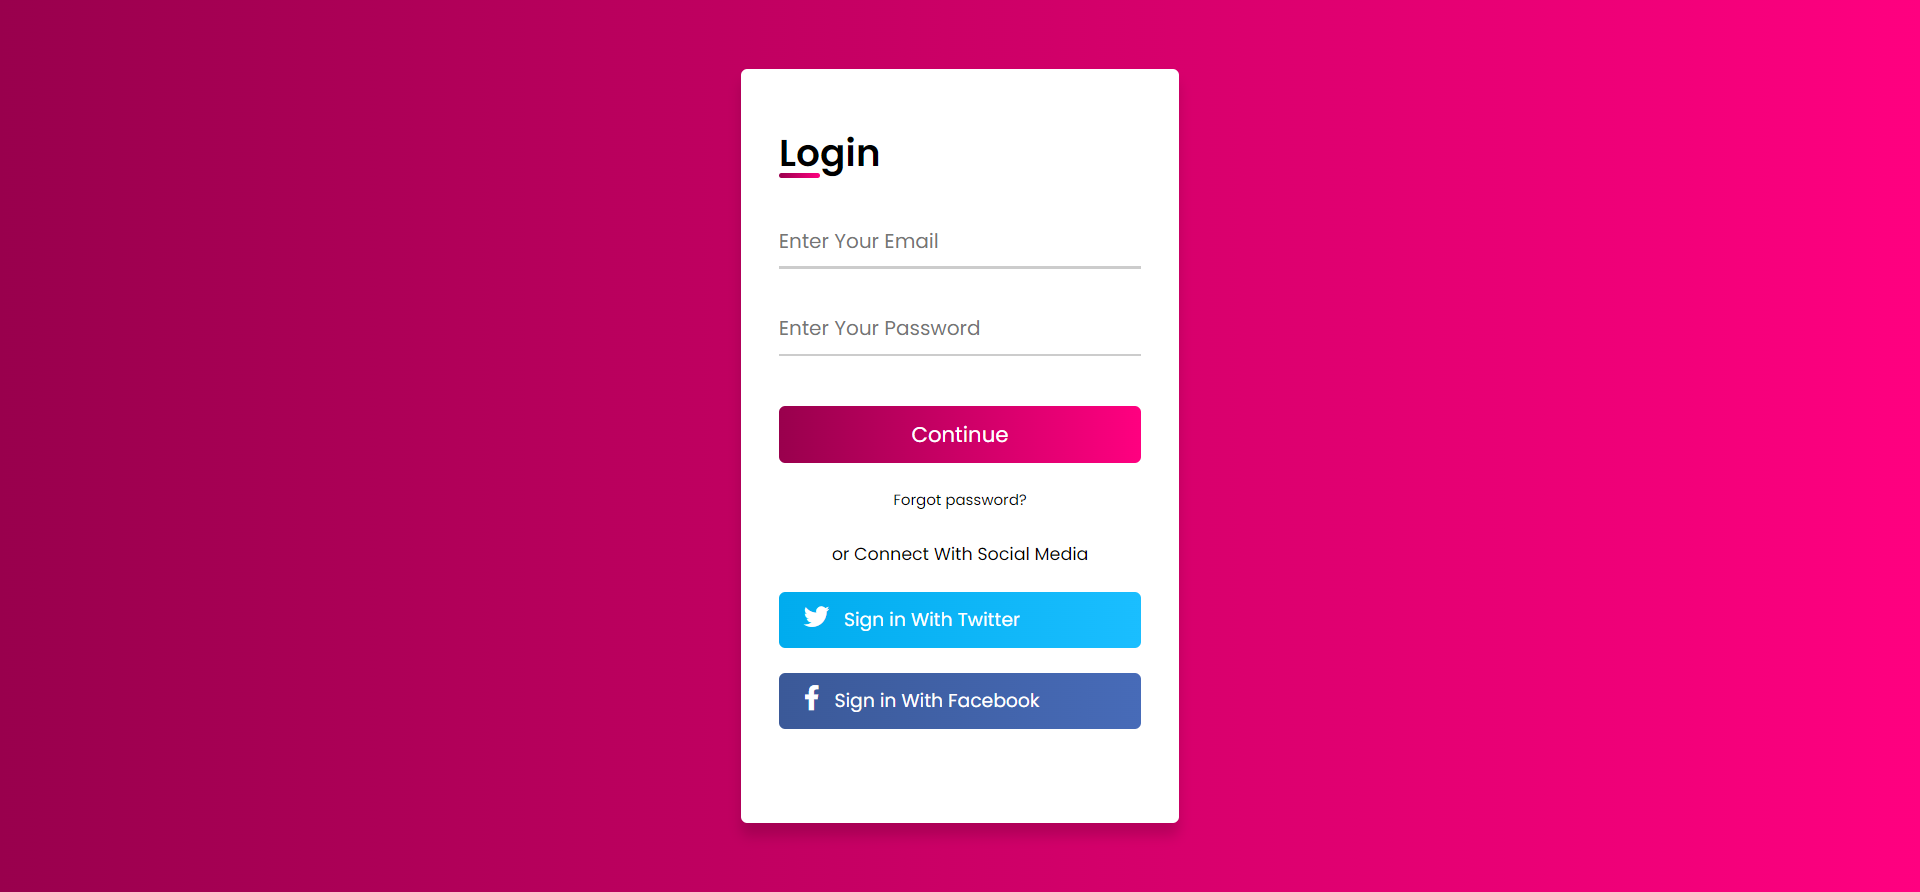 Login
Enter Your Email
Enter Your Password
Continue
Forgot password?
or Connect With Social Media
Sign in With Twitter
Sign in With Facebook